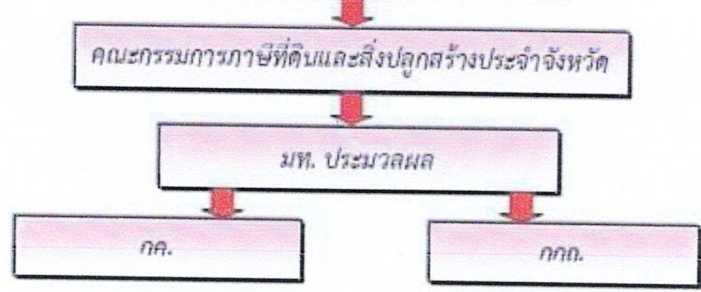 คณะกรรมการภาษีที่ดินและสิ่งปลูกสร้างประจำจังหวัด
มท. ประมวลผล
กค.
กกถ.